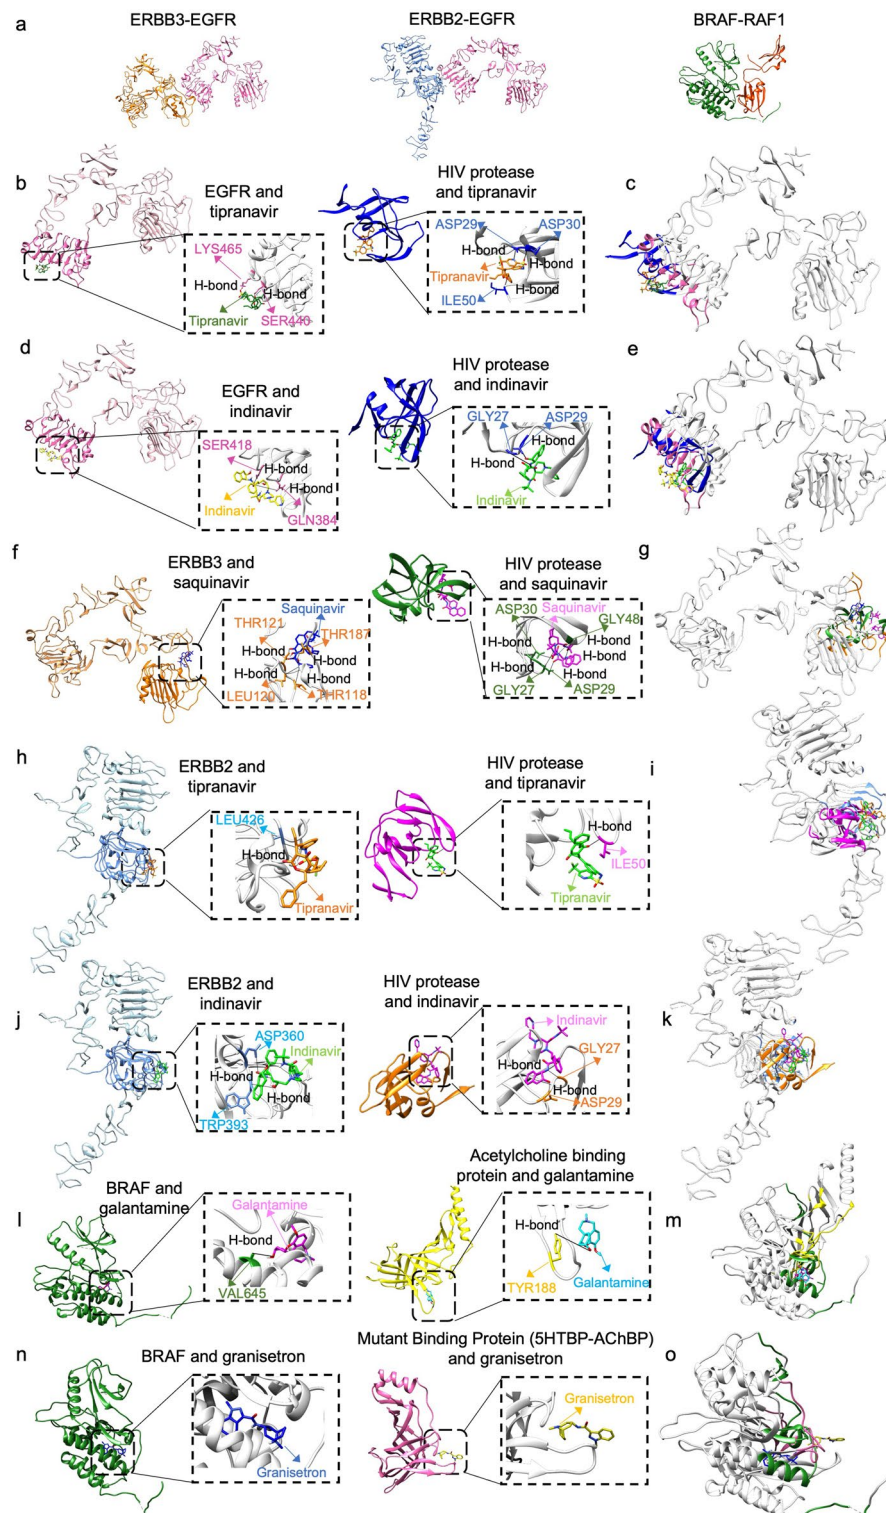 a
ERBB3-EGFR
ERBB2-EGFR
BRAF-RAF1
b
EGFR and
tipranavir
LYS465
H-bond
H-bond
Tipranavir
SER440
HIV protease
and tipranavir
ASP29
ASP30
H-bond
H-bond
Tipranavir
H-bond
ILE50
c
d
EGFR and
indinavir
SER418
H-bond
H-bond
Indinavir
GLN384
HIV protease
and indinavir
GLY27
ASP29
H-bond
H-bond
Indinavir
e
f
ERBB3 and
saquinavir
Saquinavir
THR121
THR187
H-bond
H-bond
H-bond
H-bond
LEU120
THR118
HIV protease
and saquinavir
ASP30
Saquinavir
GLY48
H-bond
H-bond
H-bond
H-bond
H-bond
GLY27
ASP29
g
h
ERBB2 and
tipranavir
LEU426
H-bond
Tipranavir
HIV protease
and tipranavir
H-bond
ILE50
Tipranavir
i
j
ERBB2 and
indinavir
ASP360
Indinavir
H-bond
H-bond
TRP393
HIV protease
and indinavir
Indinavir
GLY27
H-bond
H-bond
ASP29
k
l
BRAF and
galantamine
Galantamine
H-bond
VAL645
Acetylcholine binding
protein and galantamine
H-bond
TYR188
Galantamine
m
n
BRAF and granisetron
Granisetron
Mutant Binding Protein (5HTBP-AChBP)
and granisetron
Granisetron
o